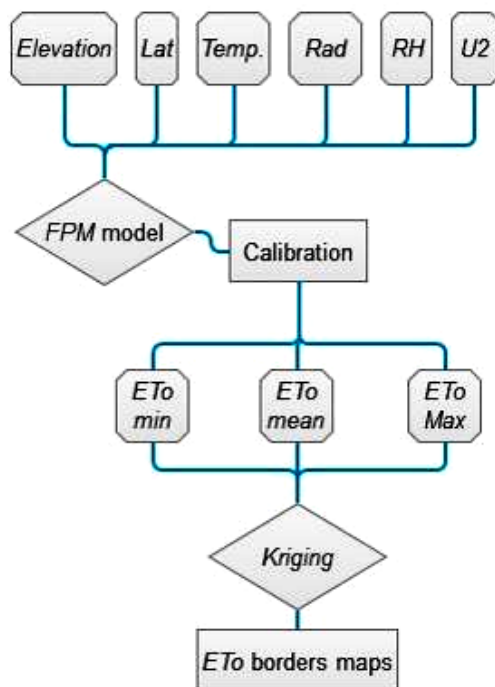 Elevation
Lat
Temp.
Rad
RH
U2
FPM model
Calibration
ETo
min
ETo
mean
ETo
Max
Kriging
ETo borders maps